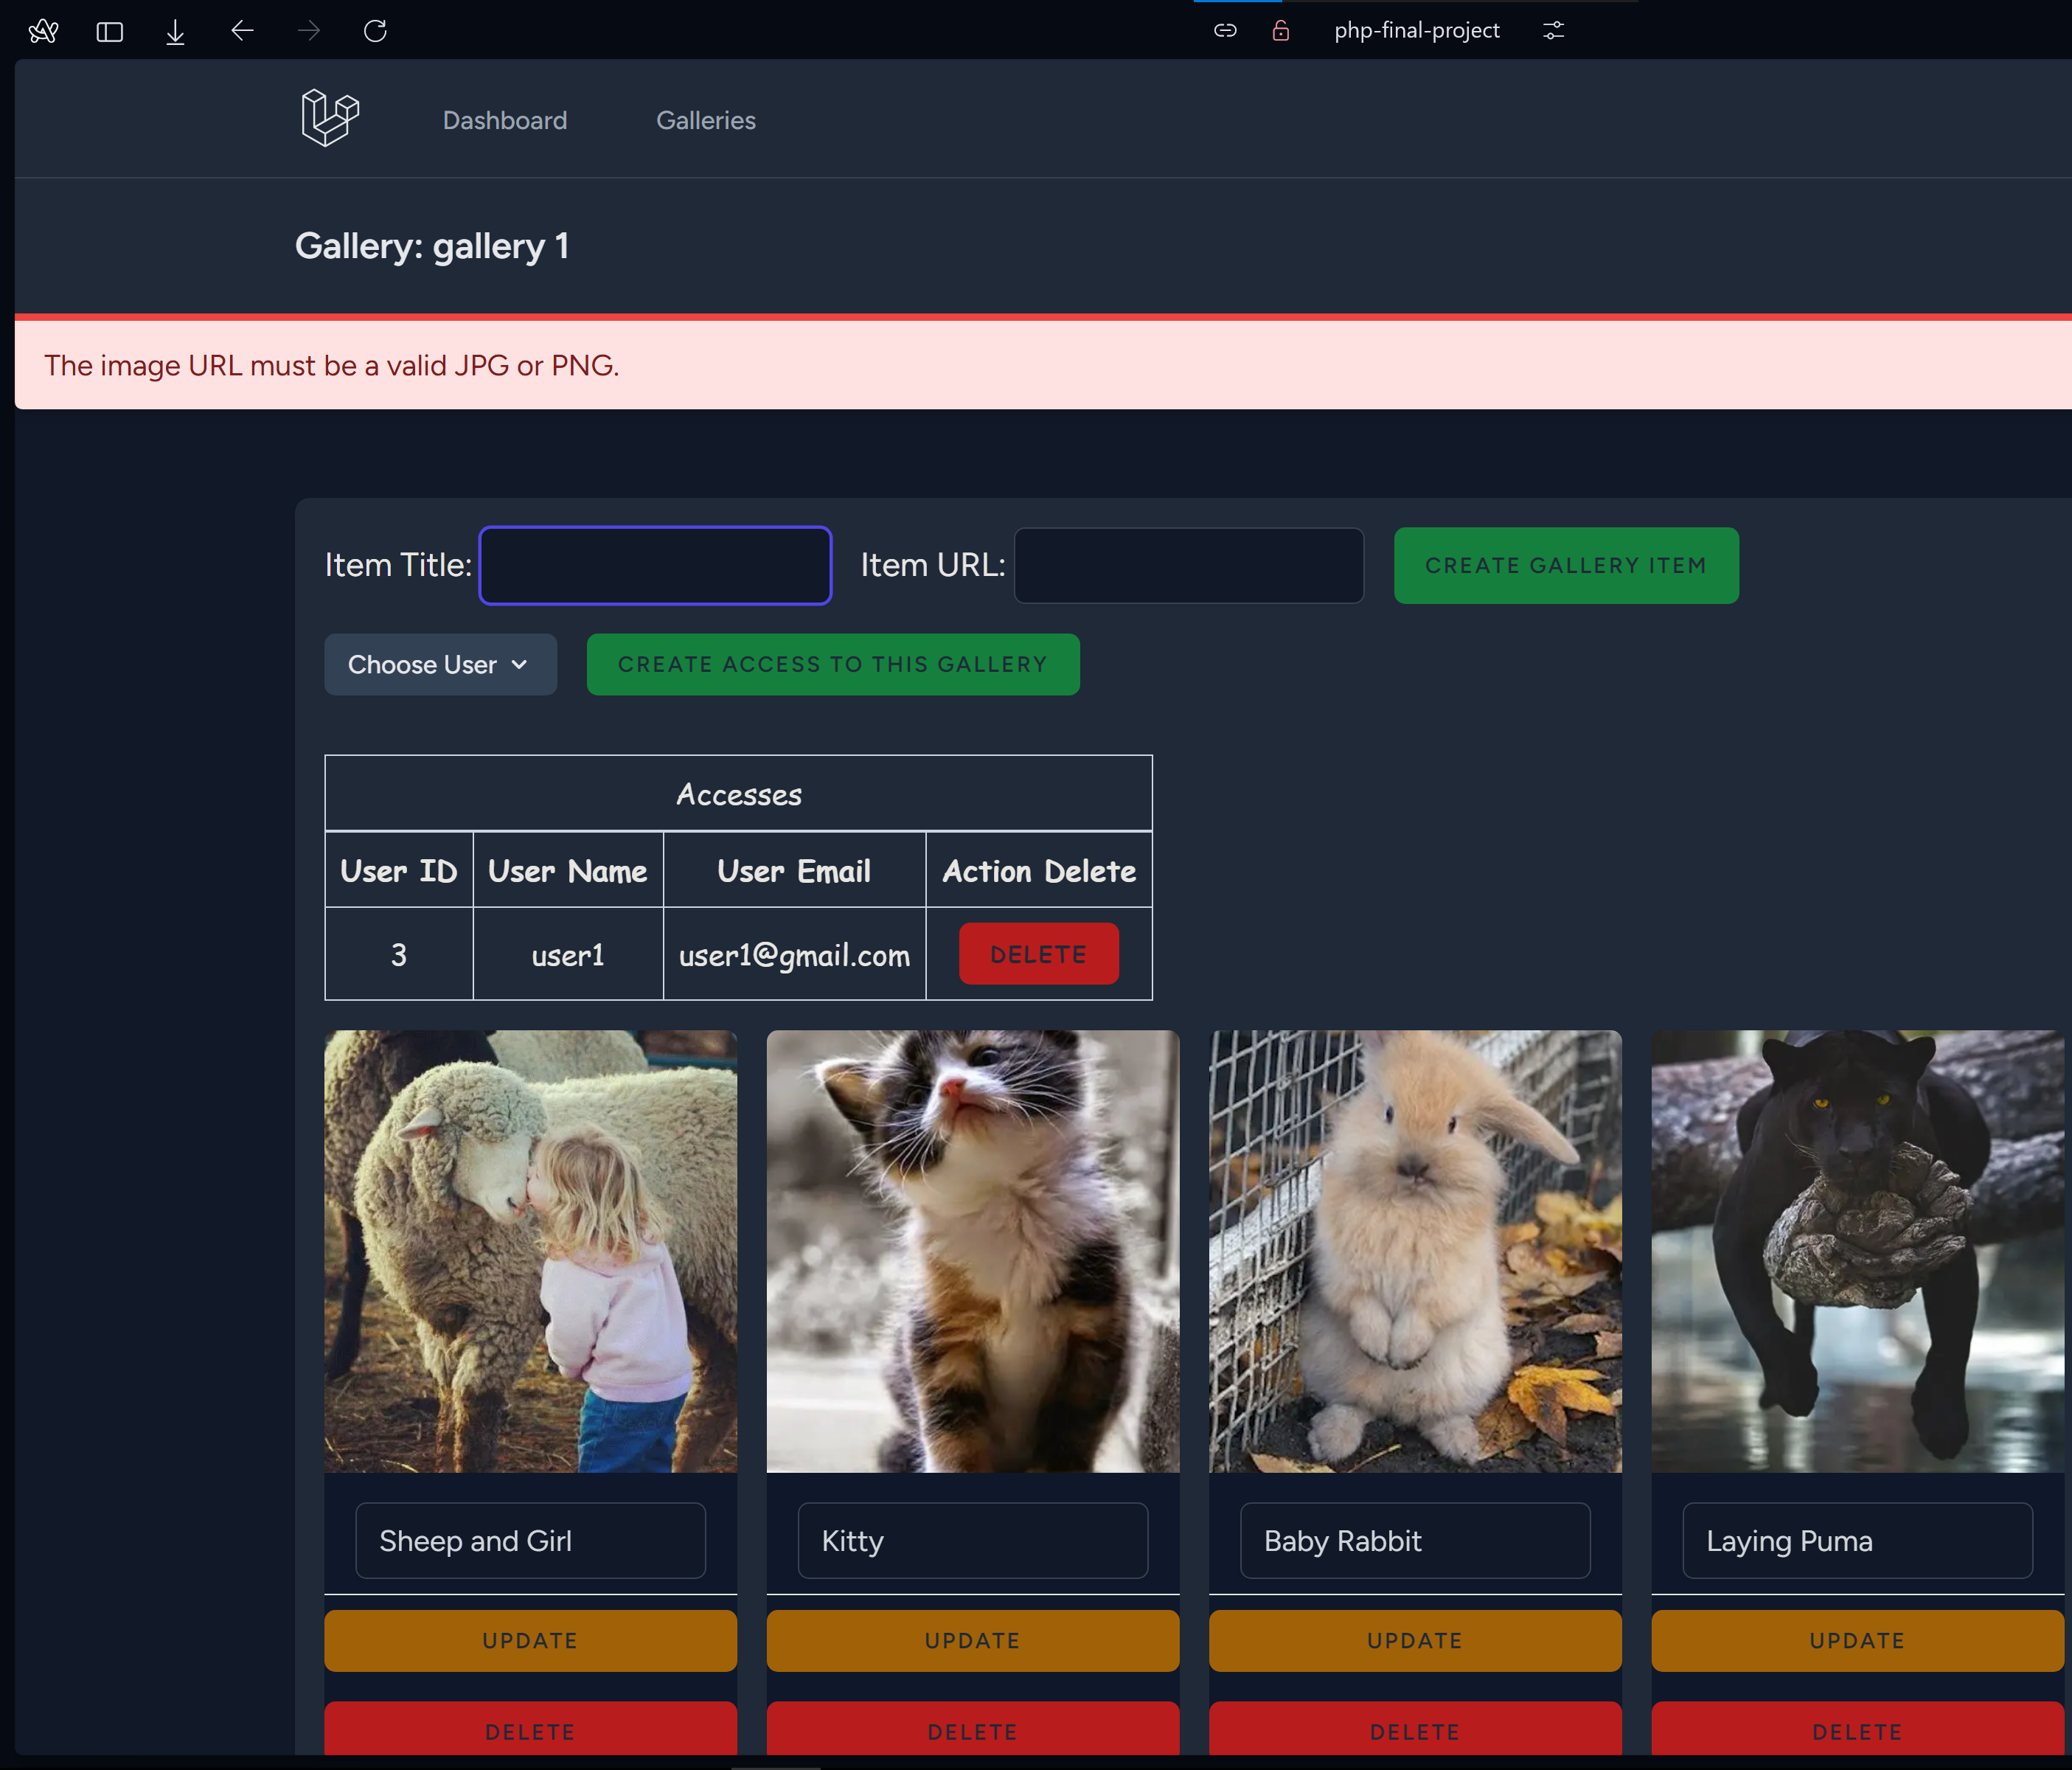 php-final-project
Dashboard Galleries
Gallery: gallery 1
The image URL must be a valid JPG or PNG.
Item Title: Item URL: CREATE GALLERY ITEM
Choose User CREATE ACCESS TO THIS GALLERY
Accesses
User ID User Name User Email Action Delete
3 user1 user1@gmail.com DELETE
Sheep and Girl Kitty Baby Rabbit Laying Puma
UPDATE UPDATE UPDATE UPDATE
DELETE DELETE DELETE DELETE